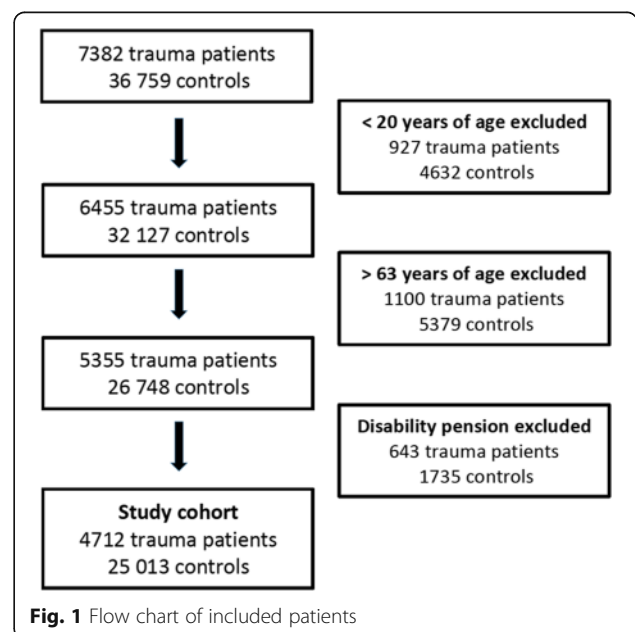 7382 trauma patients
36 759 controls
< 20 years of age excluded
927 trauma patients
4632 controls
6455 trauma patients
32 127 controls
> 63 years of age excluded
1100 trauma patients
5379 controls
5355 trauma patients
26 748 controls
Disability pension excluded
643 trauma patients
1735 controls
Study cohort
4712 trauma patients
25 013 controls
Fig. 1 Flow chart of included patients